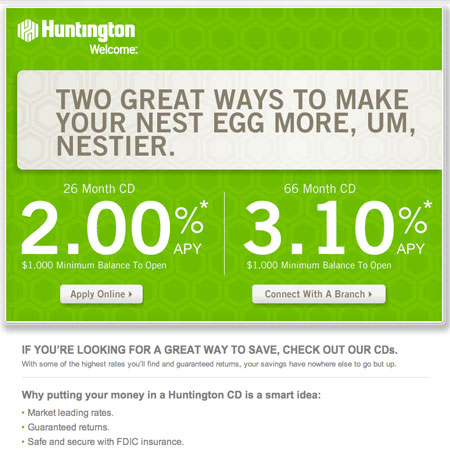 Huntington
Welcome:
TWO GREAT WAYS TO MAKE
YOUR NEST EGG MORE, UM,
NESTIER.
26 Month CD
2.00%* APY
$1,000 Minimum Balance To Open
Apply Online
66 Month CD
3.10%* APY
$1,000 Minimum Balance To Open
Connect With A Branch
IF YOU'RE LOOKING FOR A GREAT WAY TO SAVE, CHECK OUT OUR CDs.
With some of the highest rates you'll find and guaranteed returns, your savings have nowhere else to go but up.
Why putting your money in a Huntington CD is a smart idea:
• Market leading rates.
• Guaranteed returns.
• Safe and secure with FDIC insurance.